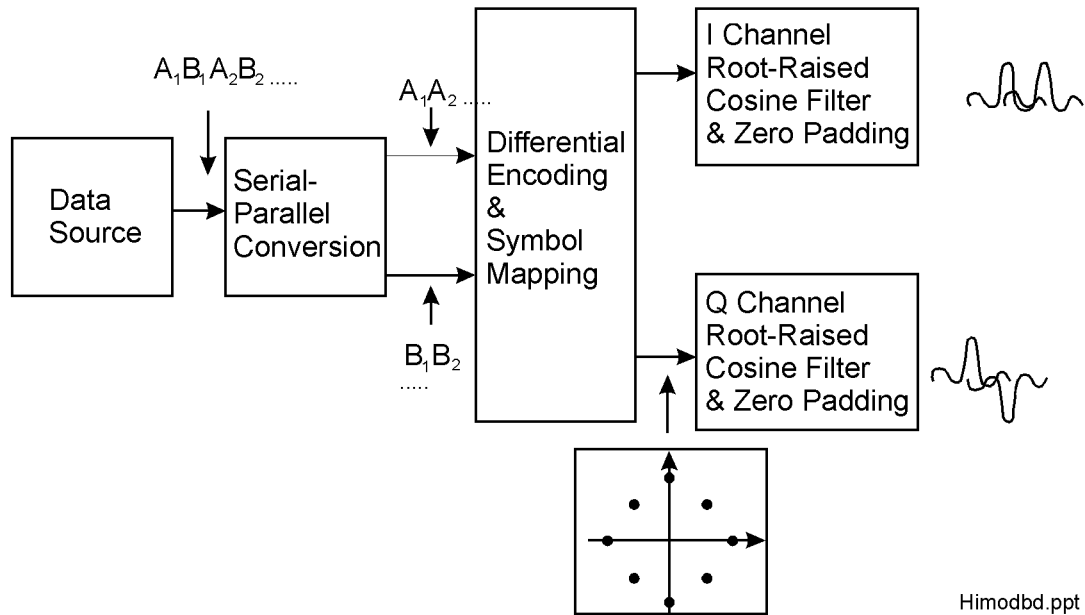 A₁B₁A₂B₂ .....
Data
Source
Serial-
Parallel
Conversion
A₁A₂ .....
B₁B₂
.....
Differential
Encoding
&
Symbol
Mapping
I Channel
Root-Raised
Cosine Filter
& Zero Padding
Q Channel
Root-Raised
Cosine Filter
& Zero Padding
Himodbd.ppt